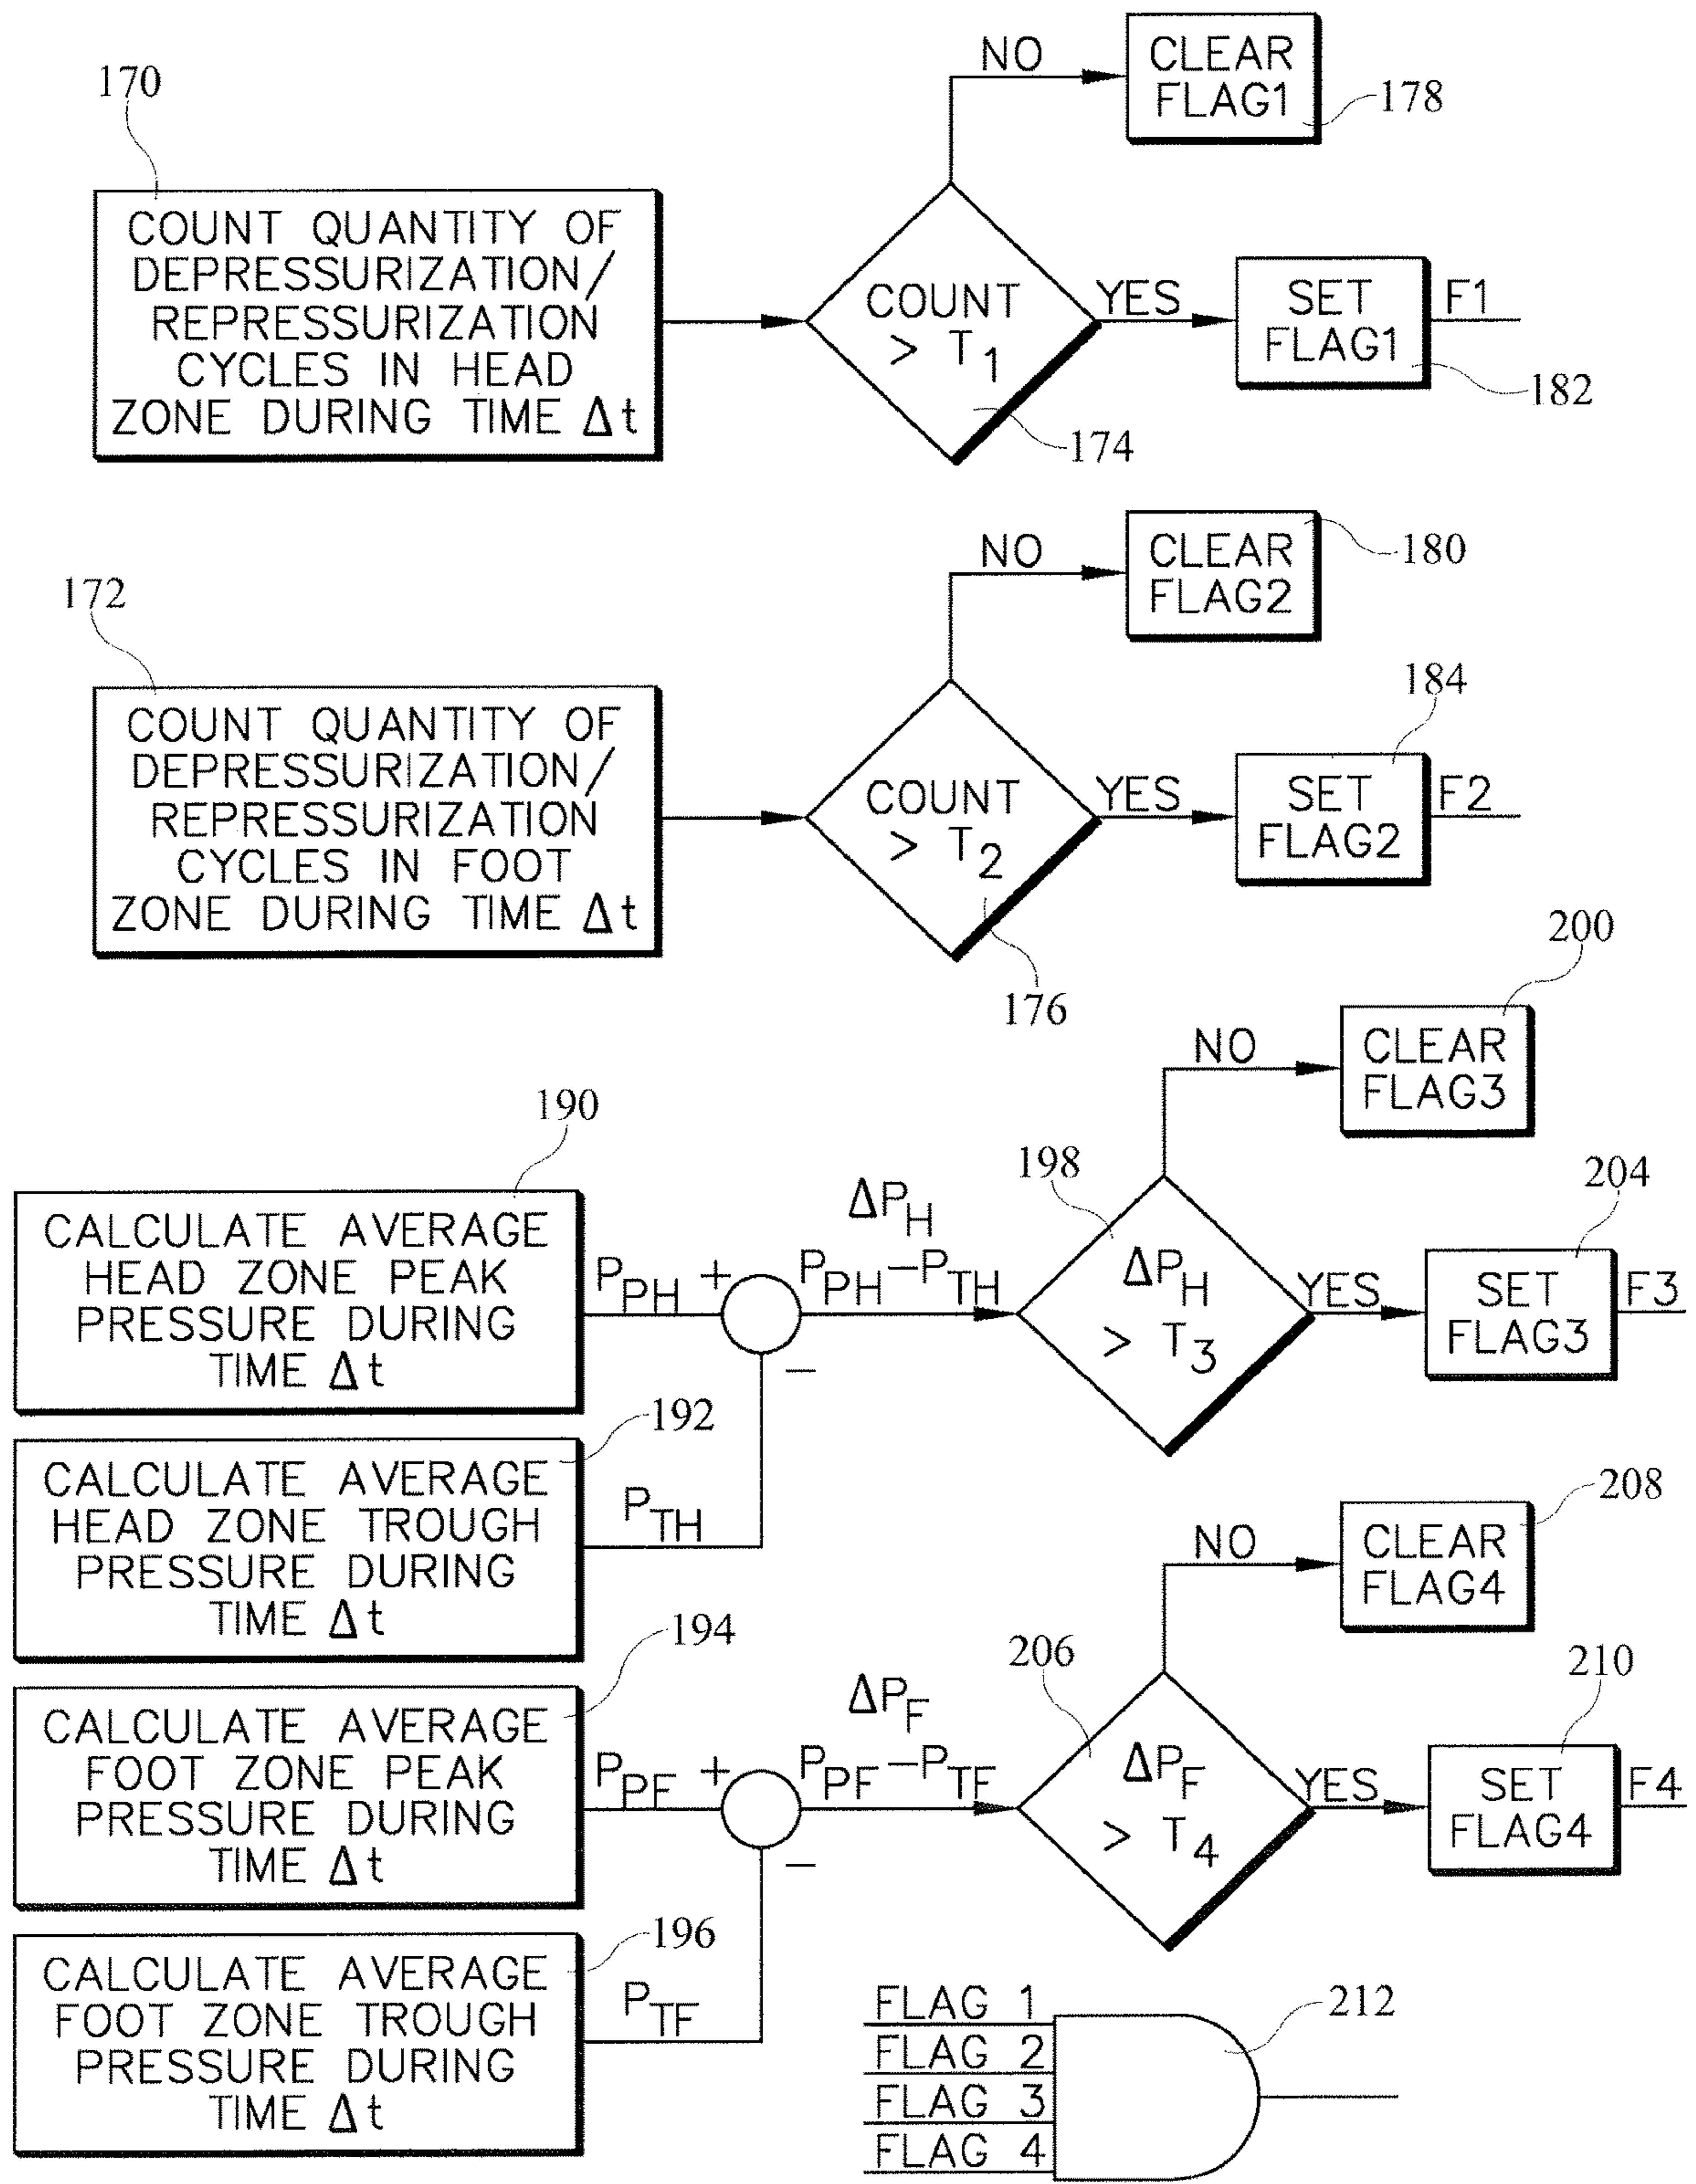 NO
CLEAR
FLAG1
178
170
COUNT QUANTITY OF
DEPRESSURIZATION/
REPRESSURIZATION
CYCLES IN HEAD
ZONE DURING TIME Δt
COUNT
> T1
174
YES
SET
FLAG1
F1
182
NO
CLEAR
FLAG2
180
172
COUNT QUANTITY OF
DEPRESSURIZATION/
REPRESSURIZATION
CYCLES IN FOOT
ZONE DURING TIME Δt
COUNT
> T2
176
YES
184
SET
FLAG2
F2
200
NO
CLEAR
FLAG3
190
CALCULATE AVERAGE
HEAD ZONE PEAK
PRESSURE DURING
TIME Δt
PPH
+
−
ΔPH
PPH−PTH
198
ΔPH
> T3
YES
204
SET
FLAG3
F3
192
CALCULATE AVERAGE
HEAD ZONE TROUGH
PRESSURE DURING
TIME Δt
PTH
NO
CLEAR
FLAG4
208
194
CALCULATE AVERAGE
FOOT ZONE PEAK
PRESSURE DURING
TIME Δt
PPF
+
−
ΔPF
PPF−PTF
206
ΔPF
> T4
YES
210
SET
FLAG4
F4
196
CALCULATE AVERAGE
FOOT ZONE TROUGH
PRESSURE DURING
TIME Δt
PTF
FLAG 1
FLAG 2
FLAG 3
FLAG 4
212